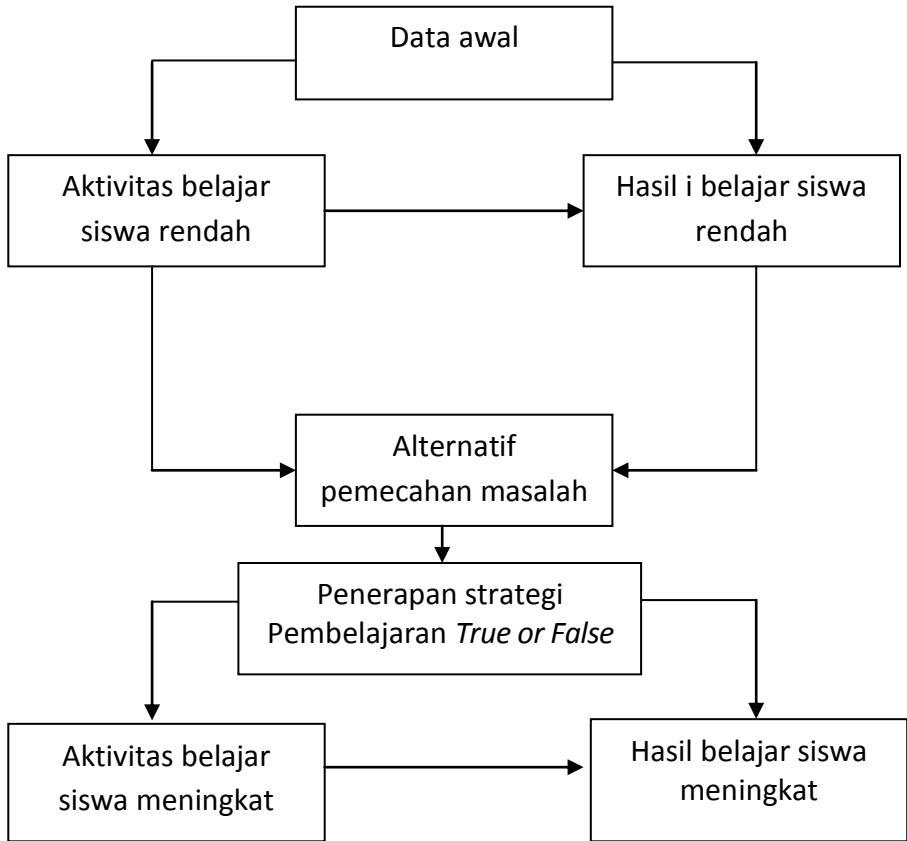 Data awal
Aktivitas belajar
siswa rendah
Hasil i belajar siswa
rendah
Alternatif
pemecahan masalah
Penerapan strategi
Pembelajaran True or False
Aktivitas belajar
siswa meningkat
Hasil belajar siswa
meningkat